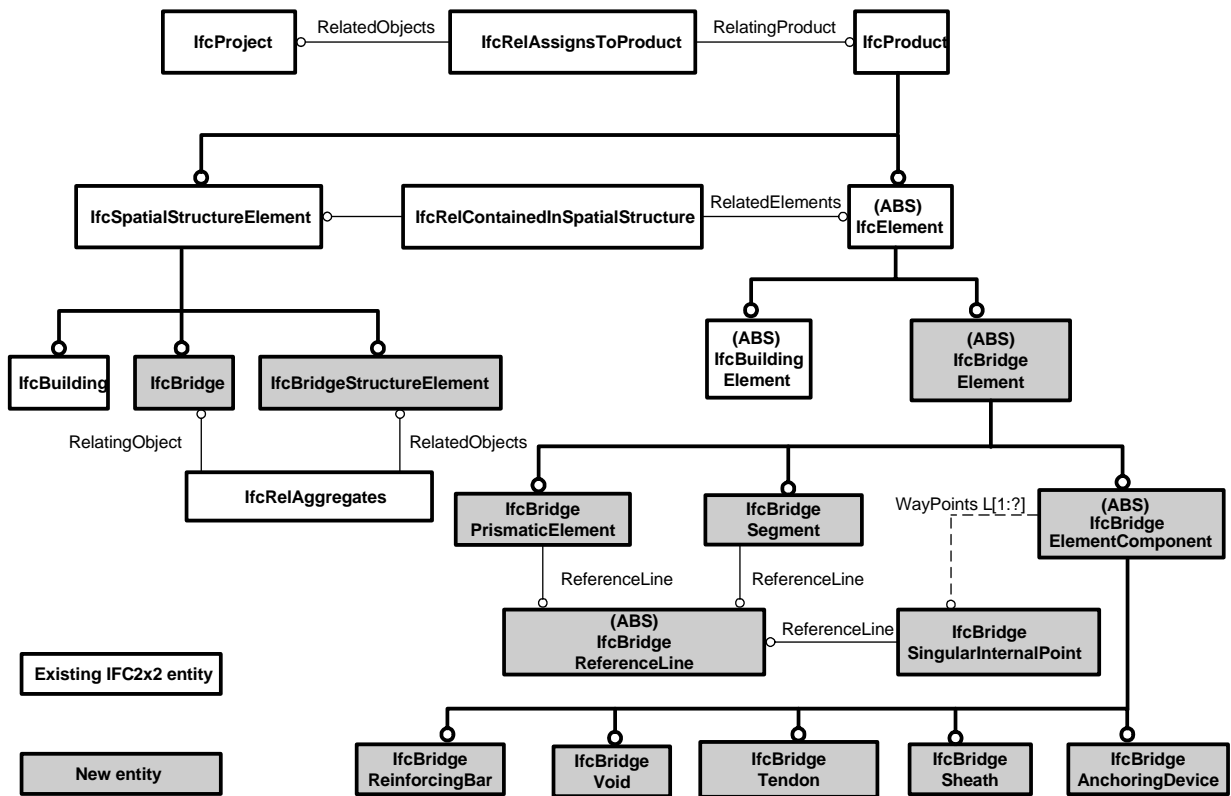 RelatedObjects
RelatingProduct
IfcProject
IfcRelAssignsToProduct
IfcProduct
IfcSpatialStructureElement
IfcRelContainedInSpatialStructure
RelatedElements
(ABS)
IfcElement
IfcBuilding
IfcBridge
IfcBridgeStructureElement
(ABS)
IfcBuilding
Element
(ABS)
IfcBridge
Element
RelatingObject
RelatedObjects
IfcRelAggregates
IfcBridge
PrismaticElement
IfcBridge
Segment
WayPoints L[1:?]
(ABS)
IfcBridge
ElementComponent
ReferenceLine
ReferenceLine
(ABS)
IfcBridge
ReferenceLine
ReferenceLine
IfcBridge
SingularInternalPoint
Existing IFC2x2 entity
New entity
IfcBridge
ReinforcingBar
IfcBridge
Void
IfcBridge
Tendon
IfcBridge
Sheath
IfcBridge
AnchoringDevice